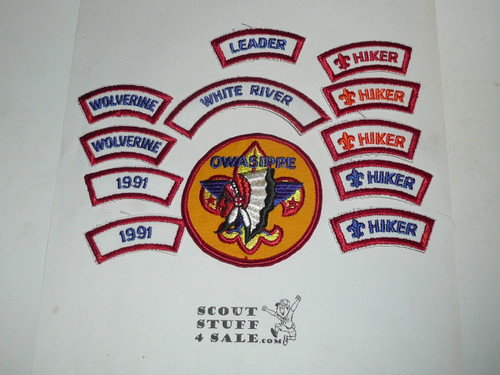 LEADER
WHITE RIVER
WOLVERINE
WOLVERINE
1991
1991
OWASIPPE
HIKER
HIKER
HIKER
HIKER
HIKER
SCOUT
STUFF
4 SALE.COM